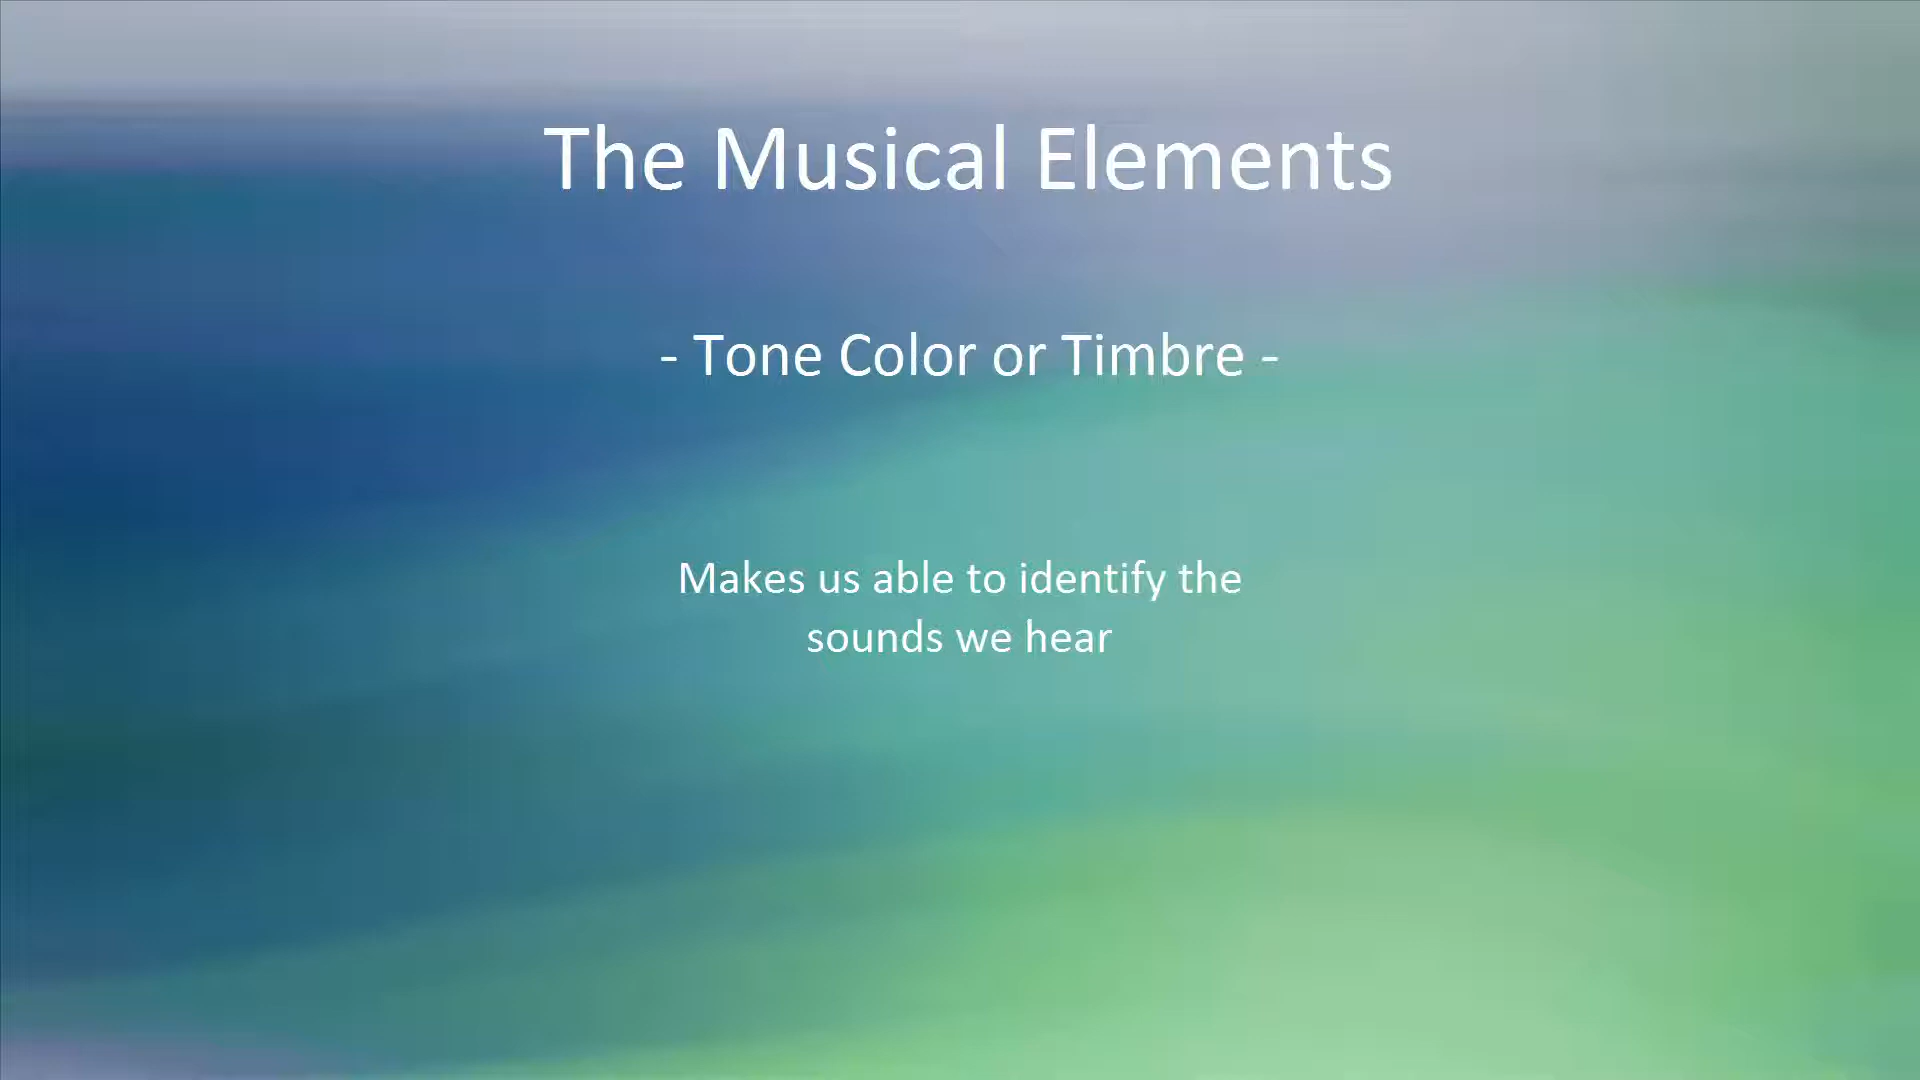 The Musical Elements
- Tone Color or Timbre -
Makes us able to identify the
sounds we hear